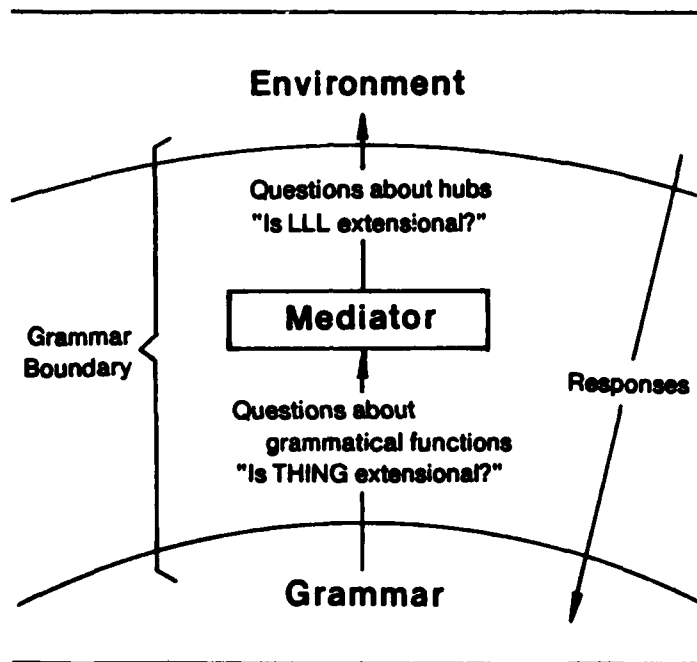 Environment
Questions about hubs
"Is LLL extensional?"
Mediator
Grammar
Boundary
Responses
Questions about
grammatical functions
"Is THING extensional?"
Grammar